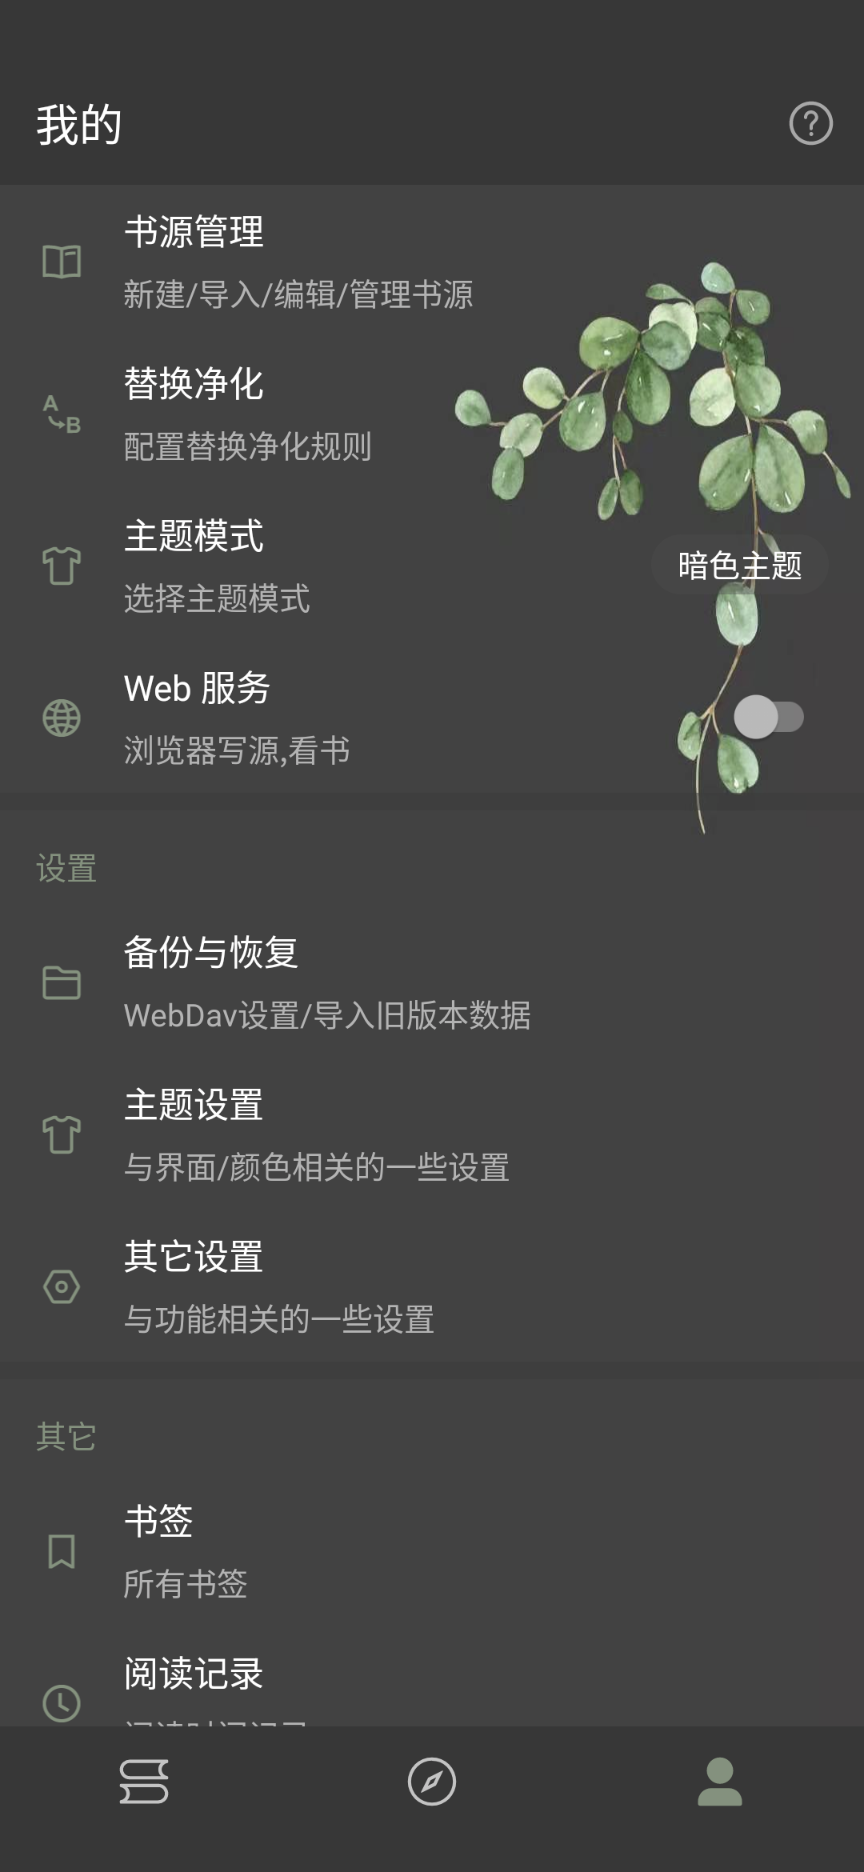 我的
书源管理
新建/导入/编辑/管理书源
替换净化
配置替换净化规则
主题模式
选择主题模式
暗色主题
Web 服务
浏览器写源,看书
设置
备份与恢复
WebDav设置/导入旧版本数据
主题设置
与界面/颜色相关的一些设置
其它设置
与功能相关的一些设置
其它
书签
所有书签
阅读记录